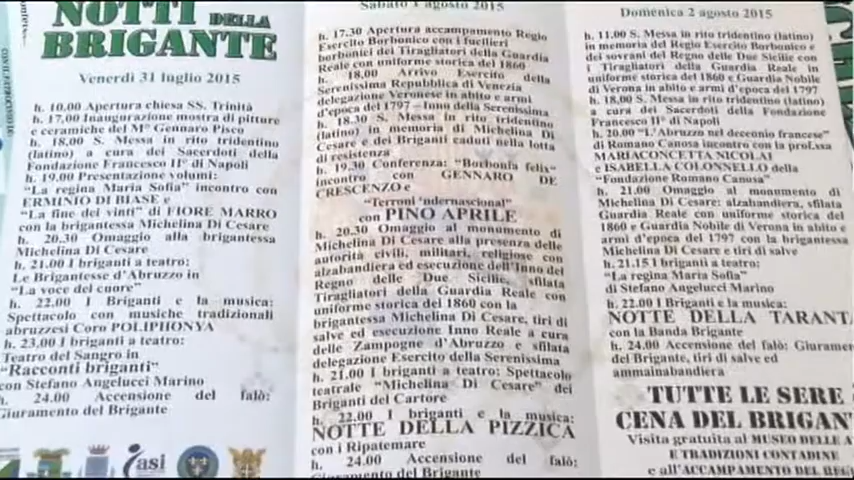 NOTTI DELLA
BRIGANTE
Venerdì 31 luglio 2015
h. 10,00 Apertura chiesa SS. Trinità
h. 17,00 Inaugurazione mostra di pitture
e ceramiche del M° Gennaro Pisco
h. 18,00 S. Messa in rito tridentino
(latino) a cura dei Sacerdoti della
Fondazione Francesco II° di Napoli
h. 19.00 Presentazione volumi:
"La regina Maria Sofia" incontro con
ERMINIO DI BIASE e
"La fine dei vinti" di FIORE MARRO
con la brigantessa Michelina Di Cesare
h. 20.30 Omaggio alla brigantessa
Michelina Di Cesare
h. 21.00 I briganti a teatro:
Le Brigantesse d'Abruzzo in
"La voce del cuore"
h. 22.00 I Briganti e la musica:
Spettacolo con musiche tradizionali
abruzzesi Coro POLIPHONYA
h. 23,00 I briganti a teatro:
Teatro del Sangro in
"Racconti briganti"
con Stefano Angelucci Marino
h. 24.00 Accensione del falò:
Giuramento del Brigante
asi
Sabato 1 agosto 2015
h. 17.30 Apertura accampamento Regio
Esercito Borbonico con i fucilieri
borbonici dei Tiragliatori della Guardia
Reale con uniforme storica del 1860
h. 18,00 Arrivo Esercito della
Serenissima Repubblica di Venezia
delegazione Veronese in abito e armi
d'epoca del 1797 – Inno della Serenissima
h. 18.30 S. Messa in rito tridentino
(latino) in memoria di Michelina Di
Cesare e dei Briganti caduti nella lotta
di resistenza
h. 19.30 Conferenza: "Borbonia felix"
incontro con GENNARO DE
CRESCENZO e
"Terroni 'ndernascional"
con PINO APRILE
h. 20.30 Omaggio al monumento di
Michelina Di Cesare alla presenza delle
autorità civili, militari, religiose con
alzabandiera ed esecuzione dell'Inno del
Regno delle Due Sicilie, sfilata
Tiragliatori della Guardia Reale con
uniforme storica del 1860 con la
brigantessa Michelina Di Cesare, tiri di
salve ed esecuzione Inno Reale a cura
delle Zampogne d'Abruzzo e sfilata
delegazione Esercito della Serenissima
h. 21.00 I briganti a teatro: Spettacolo
teatrale "Michelina Di Cesare" dei
Briganti del Cartore
h. 22.00 I briganti e la musica:
NOTTE DELLA PIZZICA
con i Ripatemare
h. 24.00 Accensione del falò:
Giuramento del Brigante
Domenica 2 agosto 2015
h. 11.00 S. Messa in rito tridentino (latino)
in memoria del Regio Esercito Borbonico e
dei sovrani del Regno delle Due Sicilie con
i Tiragliatori della Guardia Reale in
uniforme storica del 1860 & Guardia Nobile
di Verona in abito e armi d'epoca del 1797
h. 18,00 S. Messa in rito tridentino (latino)
a cura dei Sacerdoti della Fondazione
Francesco II° di Napoli
h. 20.00 "L'Abruzzo nel decennio francese"
di Romano Canosa incontro con la prof.ssa
MARIACONCETTA NICOLAI
e ISABELLA COLONNELLO della
"Fondazione Romano Canosa"
h. 21.00 Omaggio al monumento di
Michelina Di Cesare: alzabandiera, sfilata
Guardia Reale con uniforme storica del
1860 e Guardia Nobile di Verona in abito e
armi d'epoca del 1797 con la brigantessa
Michelina Di Cesare e tiri di salve
h. 21.15 I briganti a teatro:
"La regina Maria Sofia"
di Stefano Angelucci Marino
h. 22.00 I Briganti e la musica:
NOTTE DELLA TARANT
con la Banda Brigante
h. 24.00 Accensione del falò: Giuramen
del Brigante, tiri di salve ed
ammainabandiera
TUTTE LE SERE
CENA DEL BRIGAN
Visita gratuita al MUSEO DELLE A
E TRADIZIONI CONTADINE
e all'ACCAMPAMENTO DEL RE